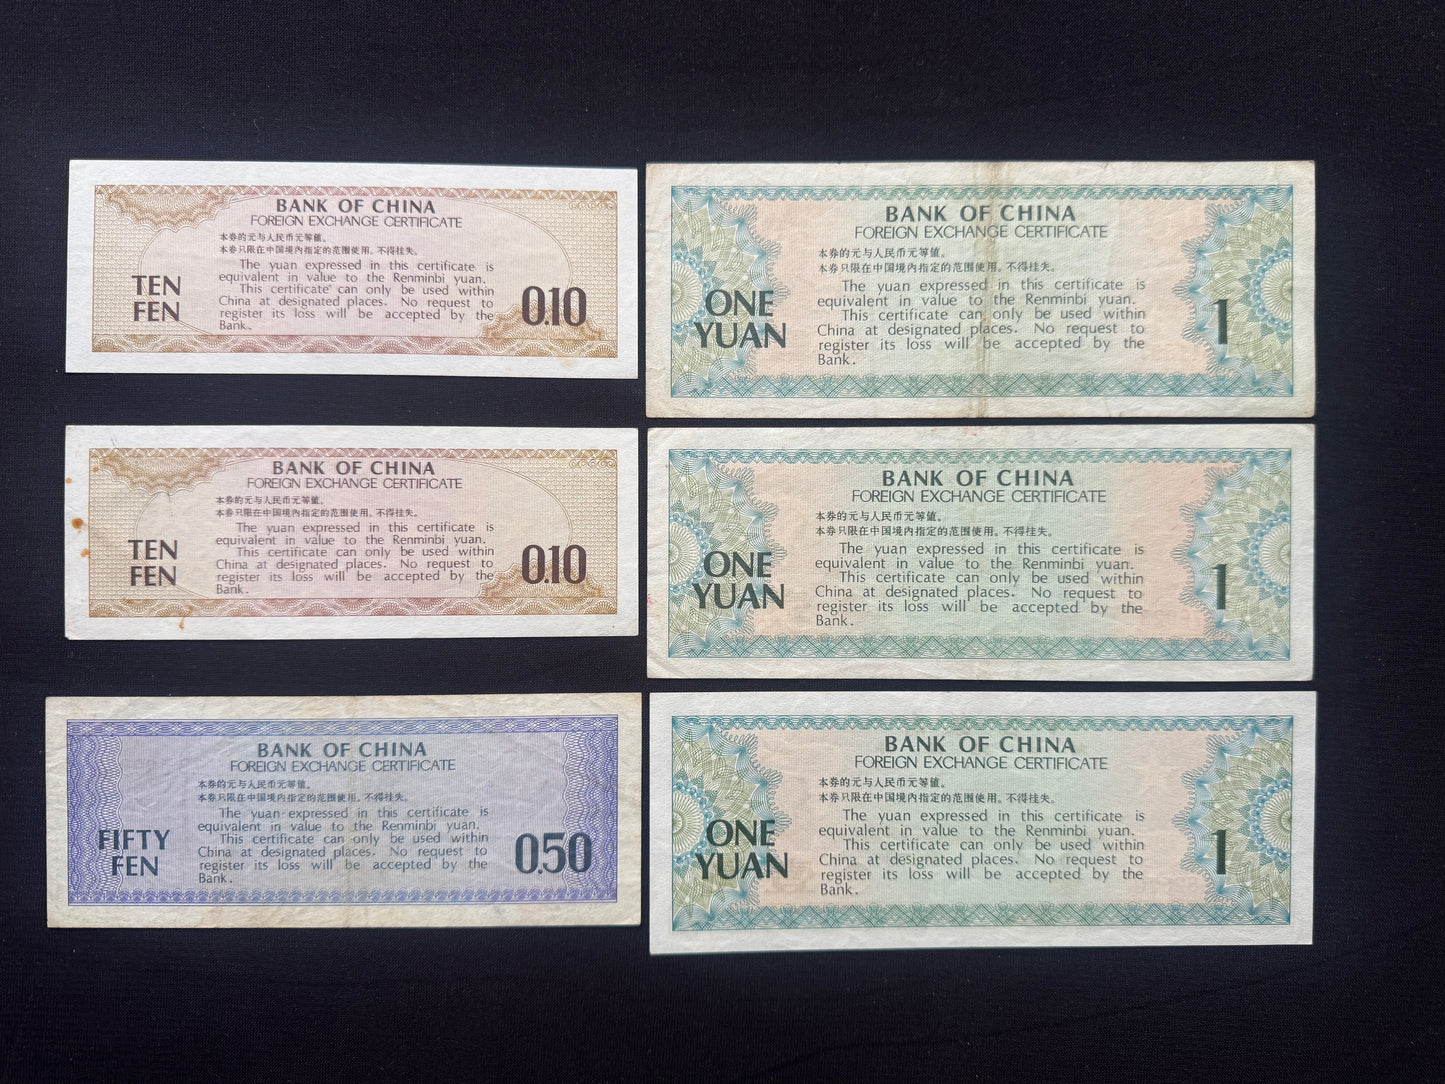 BANK OF CHINA
FOREIGN EXCHANGE CERTIFICATE
本券的元与人民币元等值。
本券只限在中国境内指定的范围使用。不得挂失。
The yuan expressed in this certificate is
equivalent in value to the Renminbi yuan.
This certificate can only be used within
China at designated places. No request to
register its loss will be accepted by the
Bank.
TEN
FEN
0.10
BANK OF CHINA
FOREIGN EXCHANGE CERTIFICATE
本券的元与人民币元等值。
本券只限在中国境内指定的范围使用。不得挂失。
The yuan expressed in this certificate is
equivalent in value to the Renminbi yuan.
This certificate can only be used within
China at designated places. No request to
register its loss will be accepted by the
Bank.
TEN
FEN
0.10
BANK OF CHINA
FOREIGN EXCHANGE CERTIFICATE
本券的元与人民币元等值。
本券只限在中国境内指定的范围使用。不得挂失。
The yuan expressed in this certificate is
equivalent in value to the Renminbi yuan.
This certificate can only be used within
China at designated places. No request to
register its loss will be accepted by the
Bank.
FIFTY
FEN
0.50
BANK OF CHINA
FOREIGN EXCHANGE CERTIFICATE
本券的元与人民币元等值。
本券只限在中国境内指定的范围使用。不得挂失。
The yuan expressed in this certificate is
equivalent in value to the Renminbi yuan.
This certificate can only be used within
China at designated places. No request to
register its loss will be accepted by the
Bank.
ONE
YUAN
1
BANK OF CHINA
FOREIGN EXCHANGE CERTIFICATE
本券的元与人民币元等值。
本券只限在中国境内指定的范围使用。不得挂失。
The yuan expressed in this certificate is
equivalent in value to the Renminbi yuan.
This certificate can only be used within
China at designated places. No request to
register its loss will be accepted by the
Bank.
ONE
YUAN
1
BANK OF CHINA
FOREIGN EXCHANGE CERTIFICATE
本券的元与人民币元等值。
本券只限在中国境内指定的范围使用。不得挂失。
The yuan expressed in this certificate is
equivalent in value to the Renminbi yuan.
This certificate can only be used within
China at designated places. No request to
register its loss will be accepted by the
Bank.
ONE
YUAN
1